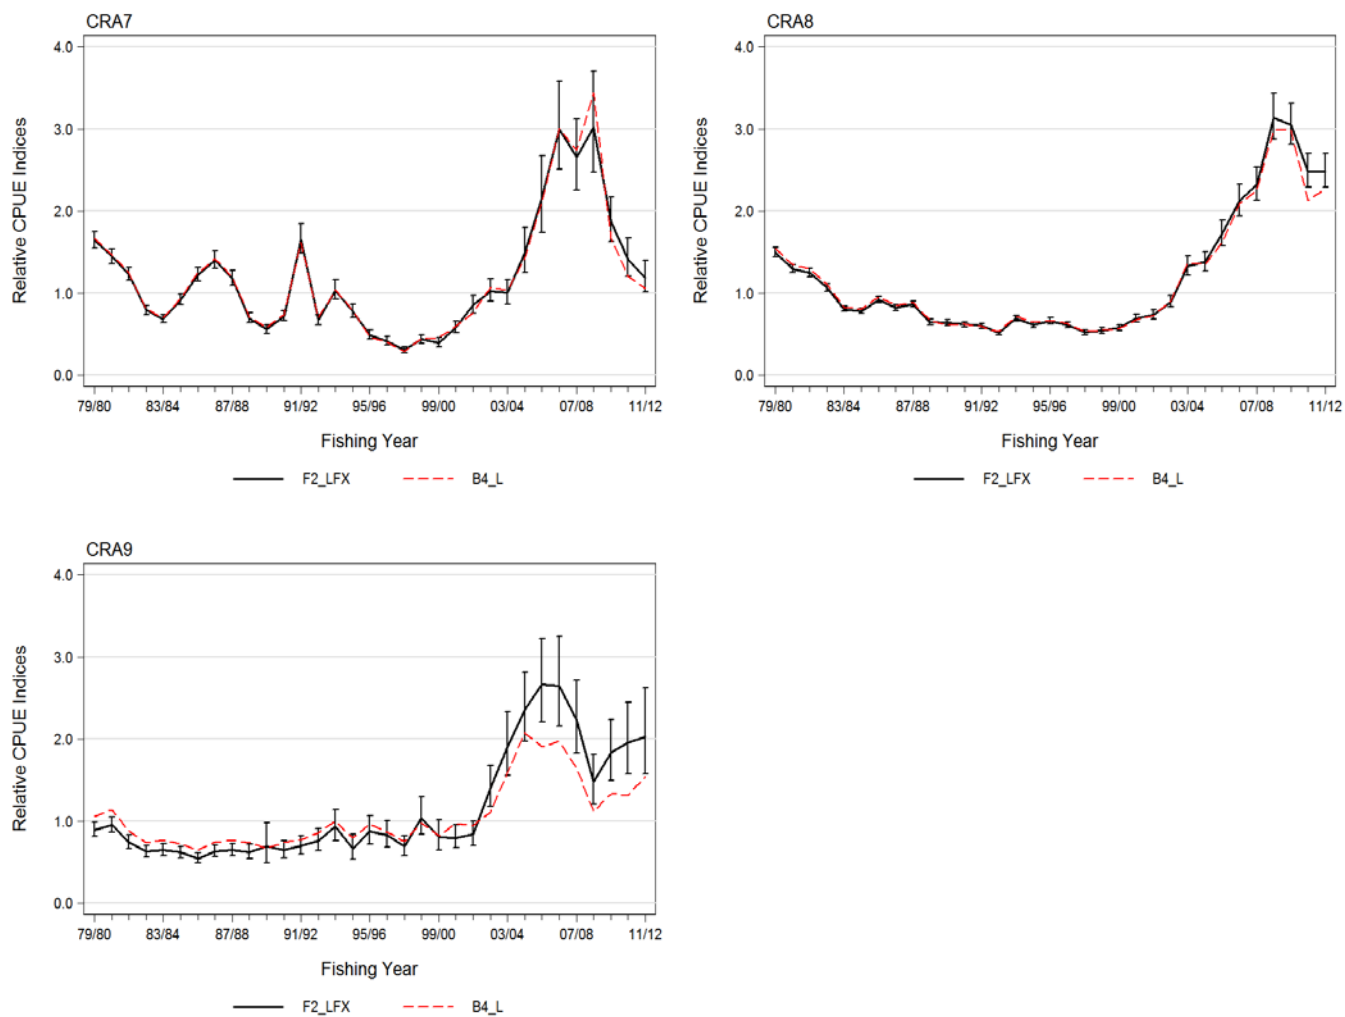 CRA7
4.0
3.0
2.0
1.0
0.0
Relative CPUE Indices
79/80 83/84 87/88 91/92 95/96 99/00 03/04 07/08 11/12
Fishing Year
F2_LFX B4_L
CRA8
4.0
3.0
2.0
1.0
0.0
Relative CPUE Indices
79/80 83/84 87/88 91/92 95/96 99/00 03/04 07/08 11/12
Fishing Year
F2_LFX B4_L
CRA9
4.0
3.0
2.0
1.0
0.0
Relative CPUE Indices
79/80 83/84 87/88 91/92 95/96 99/00 03/04 07/08 11/12
Fishing Year
F2_LFX B4_L